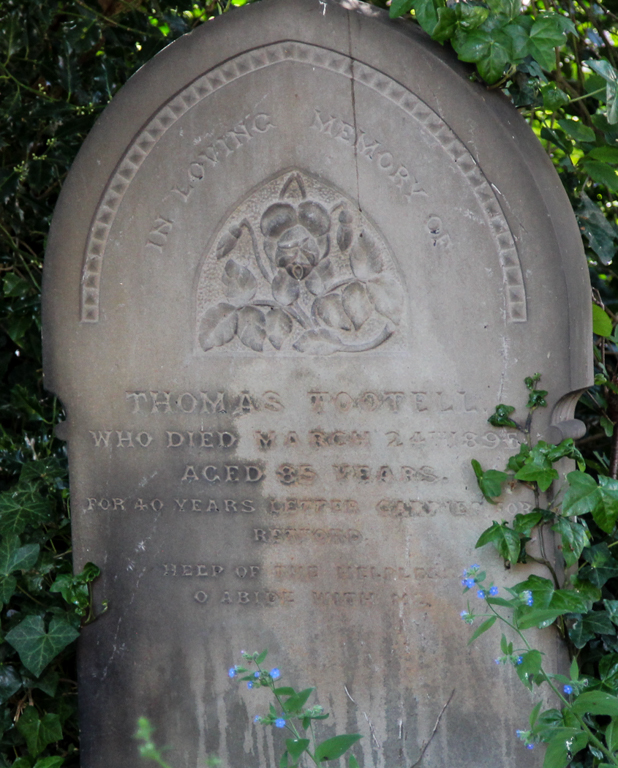 IN LOVING MEMORY OF
THOMAS TOOTELL
WHO DIED MARCH 24TH
AGED 85 YEARS.
FOR 40 YEARS LETTER CARRIER
RETFORD.
HELP OF THE HELPLESS
O ABIDE WITH ME.